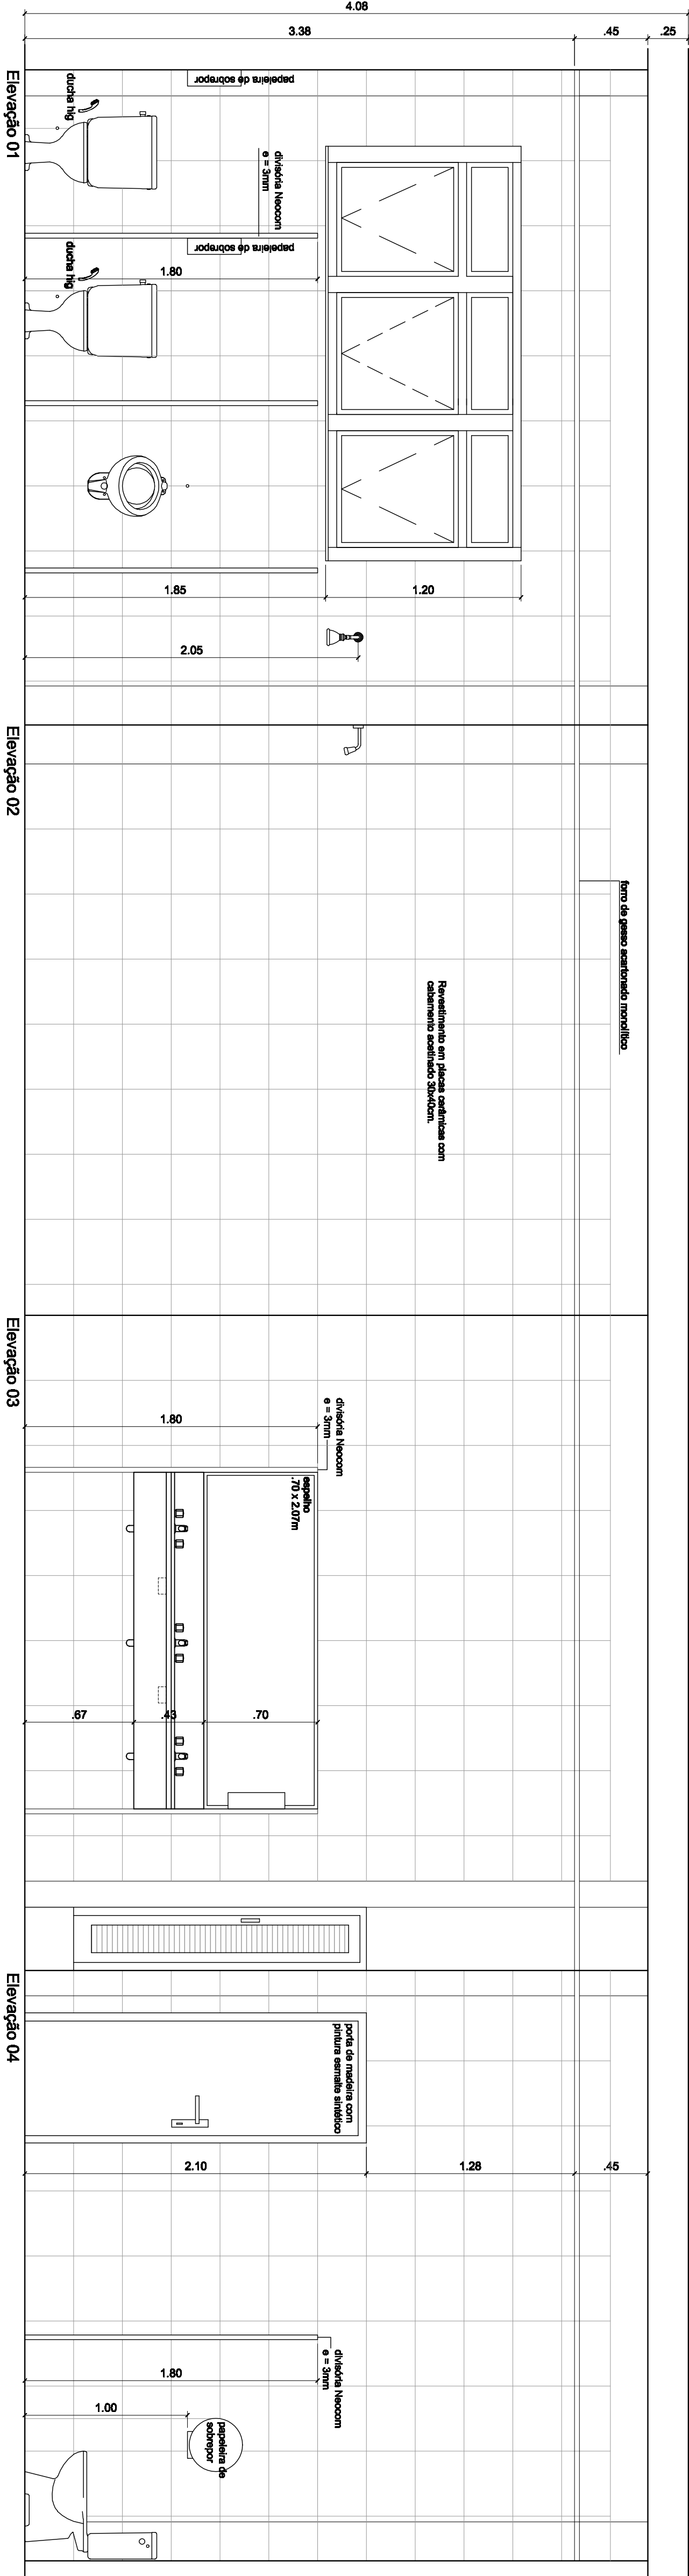 4.08
3.38
.45
.25
papeleira de sobrepor
ducha hig
divisória Neocom
e = 3mm
papeleira de sobrepor
ducha hig
1.80
1.85
1.20
2.05
Elevação 01
forro de gesso acartonado monolítico
Revestimento em placas cerâmicas com
cabamento acetinado 30x40cm.
Elevação 02
1.80
divisória Neocom
e = 3mm
espelho
.70 x 2.07m
.67
.43
.70
Elevação 03
porta de madeira com
pintura esmalte sintético
2.10
1.28
.45
divisória Neocom
e = 3mm
1.80
1.00
papeleira de
sobrepor
Elevação 04